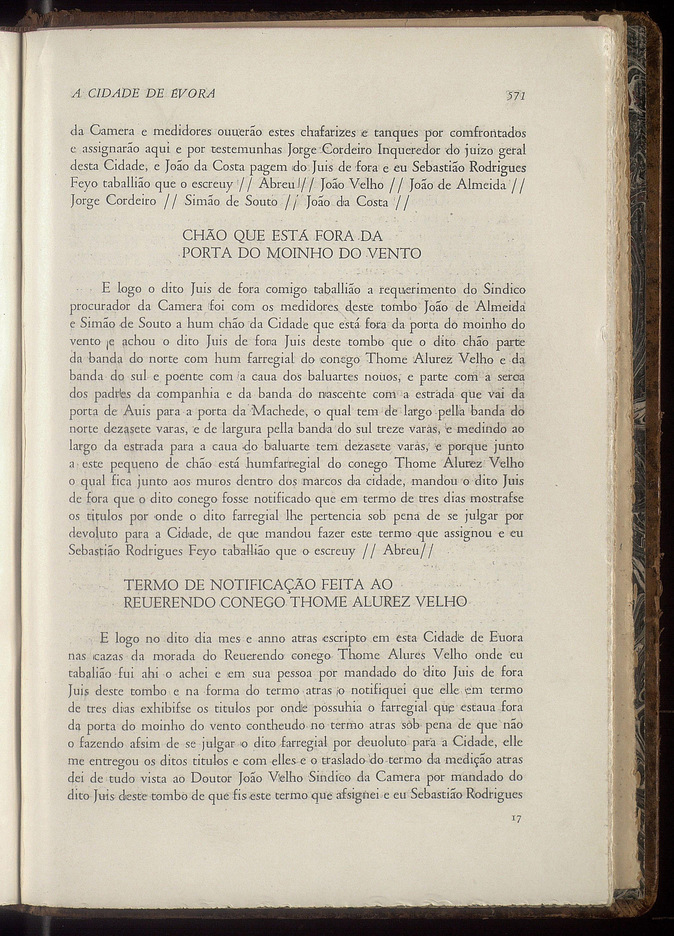 A CIDADE DE ÉVORA 571
da Camera e medidores ouuerão estes chafarizes e tanques por comfrontados
e assignarão aqui e por testemunhas Jorge Cordeiro Inqueredor do juizo geral
desta Cidade, e João da Costa pagem do Juis de fora e eu Sebastião Rodrigues
Feyo taballião que o escreuy // Abreu // João Velho // João de Almeida //
Jorge Cordeiro // Simão de Souto // João da Costa //
CHÃO QUE ESTÁ FORA DA
PORTA DO MOINHO DO VENTO
E logo o dito Juis de fora comigo taballião a requerimento do Sindico
procurador da Camera foi com os medidores deste tombo João de Almeida
e Simão de Souto a hum chão da Cidade que está fora da porta do moinho do
vento e achou o dito Juis de fora Juis deste tombo que o dito chão parte
da banda do norte com hum farregial do conego Thome Alurez Velho e da
banda do sul e poente com a caua dos baluartes nouos, e parte com a serca
dos padres da companhia e da banda do nascente com a estrada que vai da
porta de Auis para a porta da Machede, o qual tem de largo pella banda do
norte dezasete varas, e de largura pella banda do sul treze varas, e medindo ao
largo da estrada para a caua do baluarte tem dezasete varas, e porque junto
a este pequeno de chão está humfarregial do conego Thome Alurez Velho
o qual fica junto aos muros dentro dos marcos da cidade, mandou o dito Juis
de fora que o dito conego fosse notificado que em termo de tres dias mostrafse
os titulos por onde o dito farregial lhe pertencia sob pena de se julgar por
devoluto para a Cidade, de que mandou fazer este termo que assignou e eu
Sebastião Rodrigues Feyo taballião que o escreuy // Abreu//
TERMO DE NOTIFICAÇÃO FEITA AO
REUERENDO CONEGO THOME ALUREZ VELHO
E logo no dito dia mes e anno atras escripto em esta Cidade de Euora
nas cazas da morada do Reuerendo conego Thome Alures Velho onde eu
tabalião fui ahi o achei e em sua pessoa por mandado do dito Juis de fora
Juis deste tombo e na forma do termo atras o notifiquei que elle em termo
de tres dias exhibifse os titulos por onde possuhia o farregial que estaua fora
da porta do moinho do vento contheudo no termo atras sob pena de que não
o fazendo afsim de se julgar o dito farregial por deuoluto para a Cidade, elle
me entregou os ditos titulos e com elles e o traslado do termo da medição atras
dei de tudo vista ao Doutor João Velho Sindico da Camera por mandado do
dito Juis deste tombo de que fis este termo que afsignei e eu Sebastião Rodrigues
17